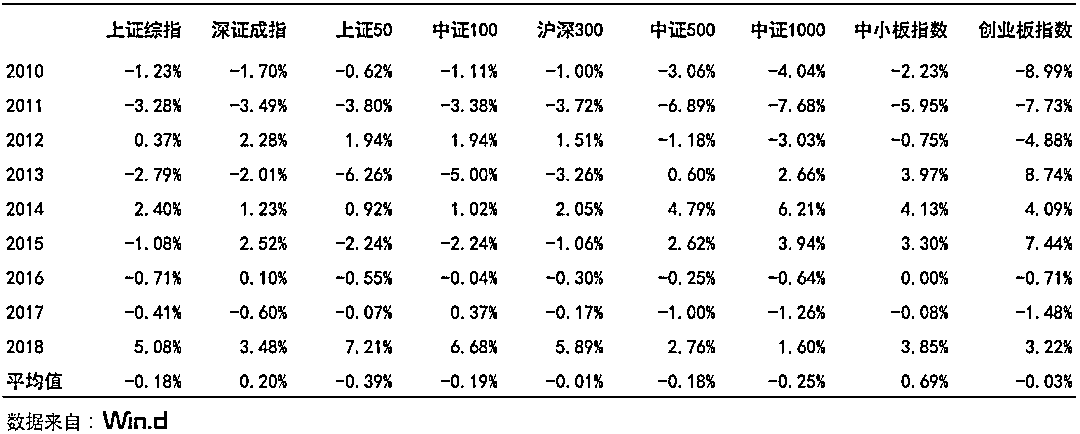 上证综指 深证成指 上证50 中证100 沪深300 中证500 中证1000 中小板指数 创业板指数
2010 -1.23% -1.70% -0.62% -1.11% -1.00% -3.06% -4.04% -2.23% -8.99%
2011 -3.28% -3.49% -3.80% -3.38% -3.72% -6.89% -7.68% -5.95% -7.73%
2012 0.37% 2.28% 1.94% 1.94% 1.51% -1.18% -3.03% -0.75% -4.88%
2013 -2.79% -2.01% -6.26% -5.00% -3.26% 0.60% 2.66% 3.97% 8.74%
2014 2.40% 1.23% 0.92% 1.02% 2.05% 4.79% 6.21% 4.13% 4.09%
2015 -1.08% 2.52% -2.24% -2.24% -1.06% 2.62% 3.94% 3.30% 7.44%
2016 -0.71% 0.10% -0.55% -0.04% -0.30% -0.25% -0.64% 0.00% -0.71%
2017 -0.41% -0.60% -0.07% 0.37% -0.17% -1.00% -1.26% -0.08% -1.48%
2018 5.08% 3.48% 7.21% 6.68% 5.89% 2.76% 1.60% 3.85% 3.22%
平均值 -0.18% 0.20% -0.39% -0.19% -0.01% -0.18% -0.25% 0.69% -0.03%
数据来自：Win.d